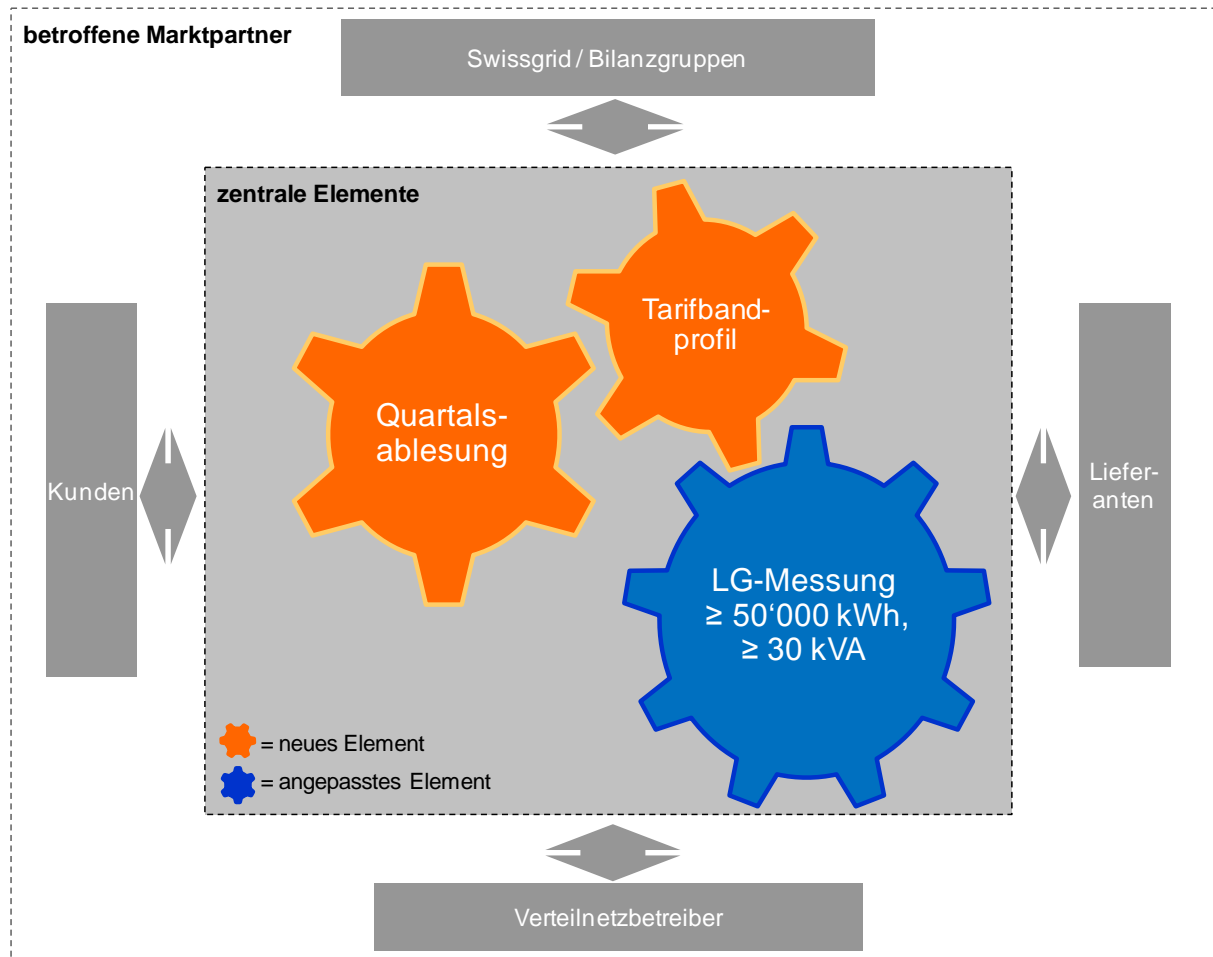 betroffene Marktpartner
Swissgrid / Bilanzgruppen
zentrale Elemente
Tarifband-
profil
Quartals-
ablesung
Kunden
Liefer-
anten
LG-Messung
≥ 50‘000 kWh,
≥ 30 kVA
= neues Element
= angepasstes Element
Verteilnetzbetreiber